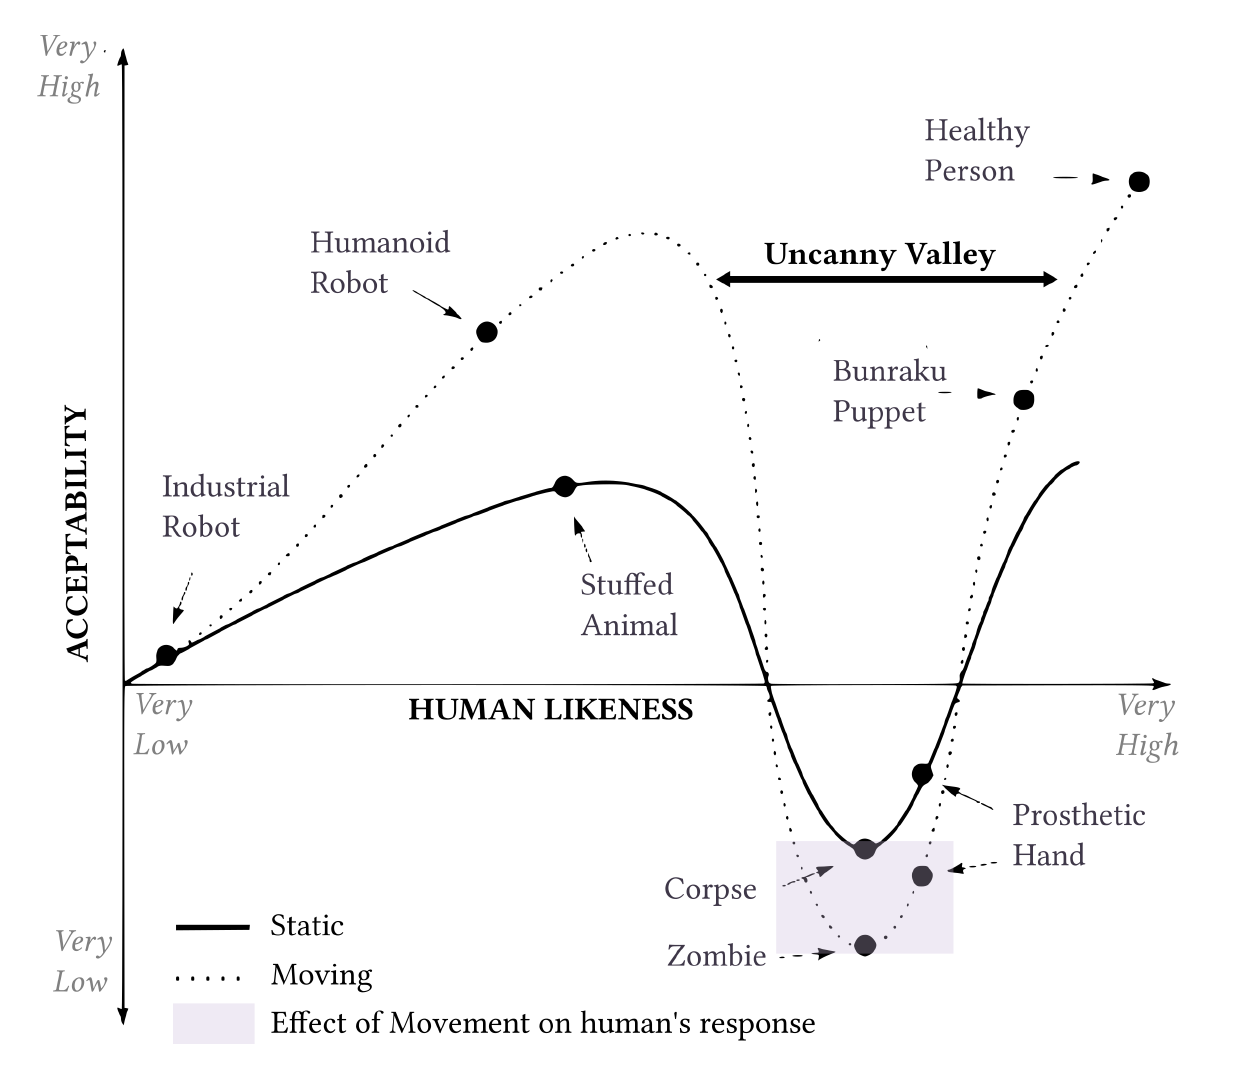 Very
High
Healthy
Person
Humanoid
Robot
Uncanny Valley
Bunraku
Puppet
ACCEPTABILITY
Industrial
Robot
Stuffed
Animal
Very
Low
HUMAN LIKENESS
Very
High
Prosthetic
Hand
Corpse
Zombie
Very
Low
Static
Moving
Effect of Movement on human's response